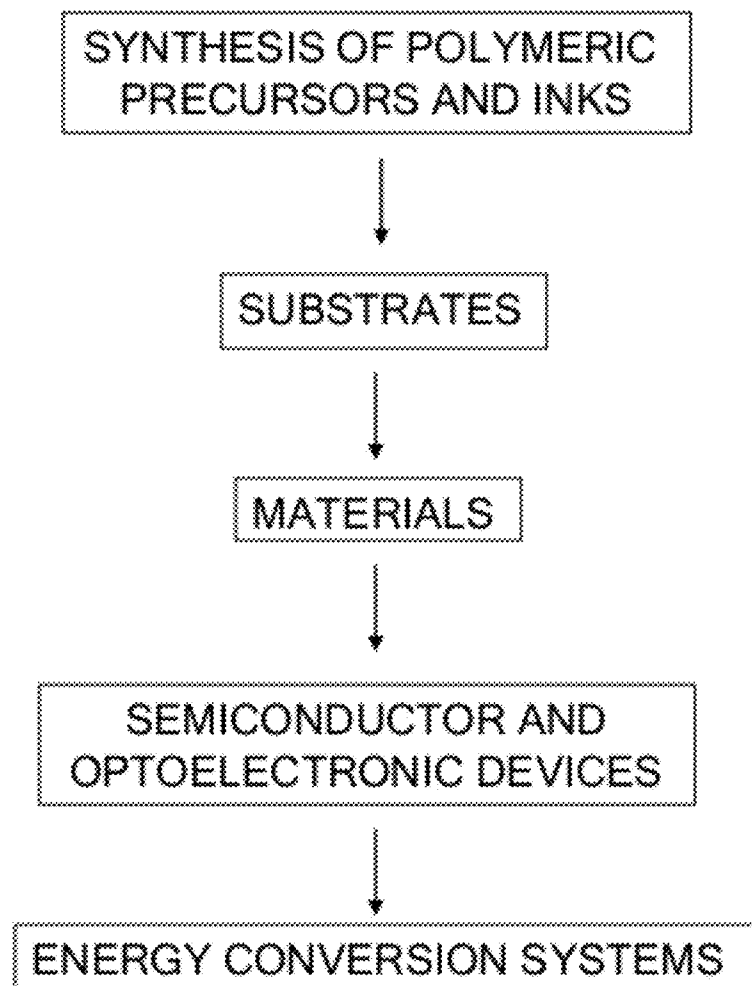 SYNTHESIS OF POLYMERIC
PRECURSORS AND INKS
SUBSTRATES
MATERIALS
SEMICONDUCTOR AND
OPTOELECTRONIC DEVICES
ENERGY CONVERSION SYSTEMS